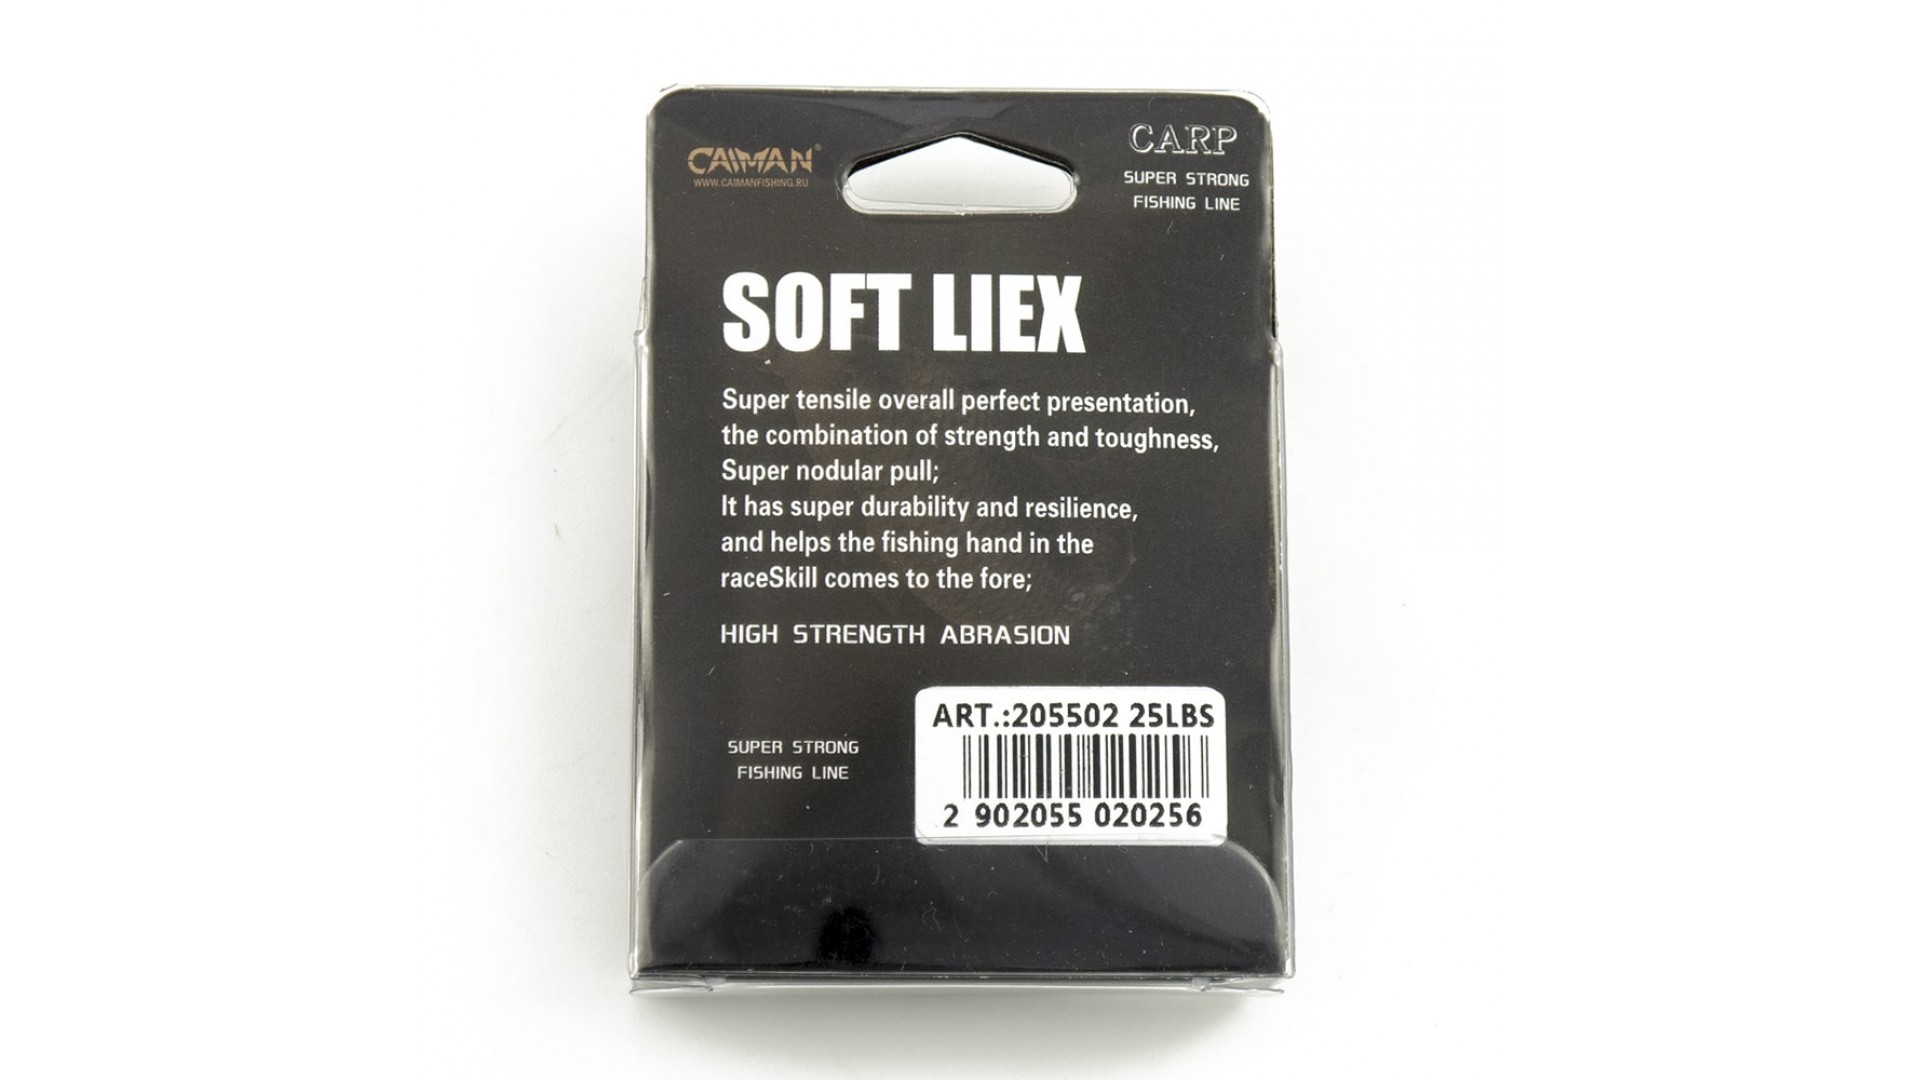 CAIMAN®
WWW.CAIMANFISHING.RU
CARP
SUPER STRONG
FISHING LINE
SOFT LIEX
Super tensile overall perfect presentation,
the combination of strength and toughness,
Super nodular pull;
It has super durability and resilience,
and helps the fishing hand in the
raceSkill comes to the fore;
HIGH STRENGTH ABRASION
SUPER STRONG
FISHING LINE
ART.:205502 25LBS
2 902055 020256